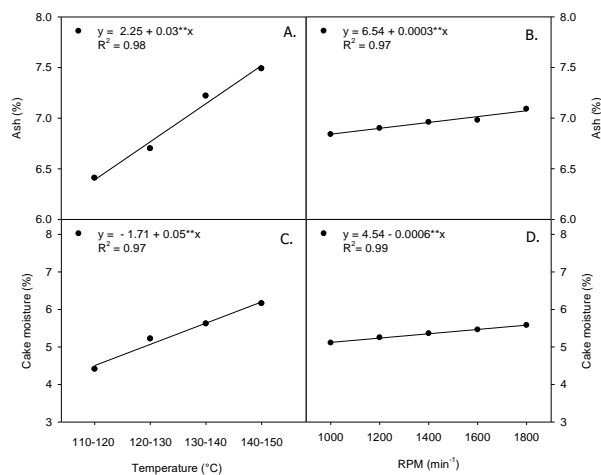 y = 2.25 + 0.03**x
R² = 0.98
A.
y = 6.54 + 0.0003**x
R² = 0.97
B.
8.0
7.5
7.0
6.5
6.0
Ash (%)
8.0
7.5
7.0
6.5
6.0
Ash (%)
y = - 1.71 + 0.05**x
R² = 0.97
C.
y = 4.54 - 0.0006**x
R² = 0.99
D.
8
7
6
5
4
3
Cake moisture (%)
8
7
6
5
4
3
Cake moisture (%)
110-120 120-130 130-140 140-150
Temperature (°C)
1000 1200 1400 1600 1800
RPM (min⁻¹)